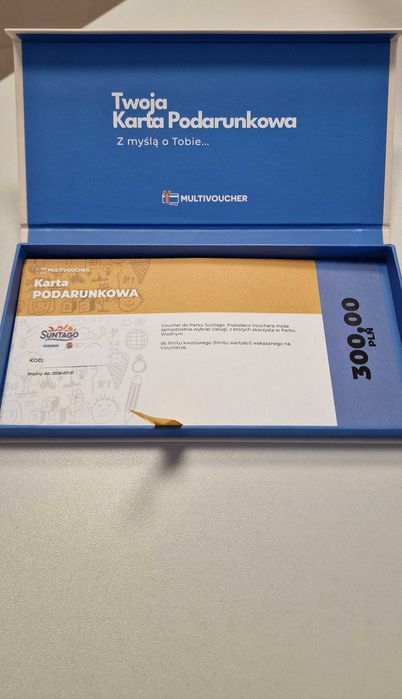 Twoja
Karta Podarunkowa
Z myślą o Tobie...
MULTIVOUCHER
MULTIVOUCHER
Karta
PODARUNKOWA
SUNTAGO
KOD:
Ważny do: 2026-07-31
Voucher do Parku Suntago. Posiadacz Vouchera może
samodzielnie wybrać Usługi, z których skorzysta w Parku
Wodnym
do limitu kwotowego (limitu wartości) wskazanego na
Voucherze.
300,00
PLN